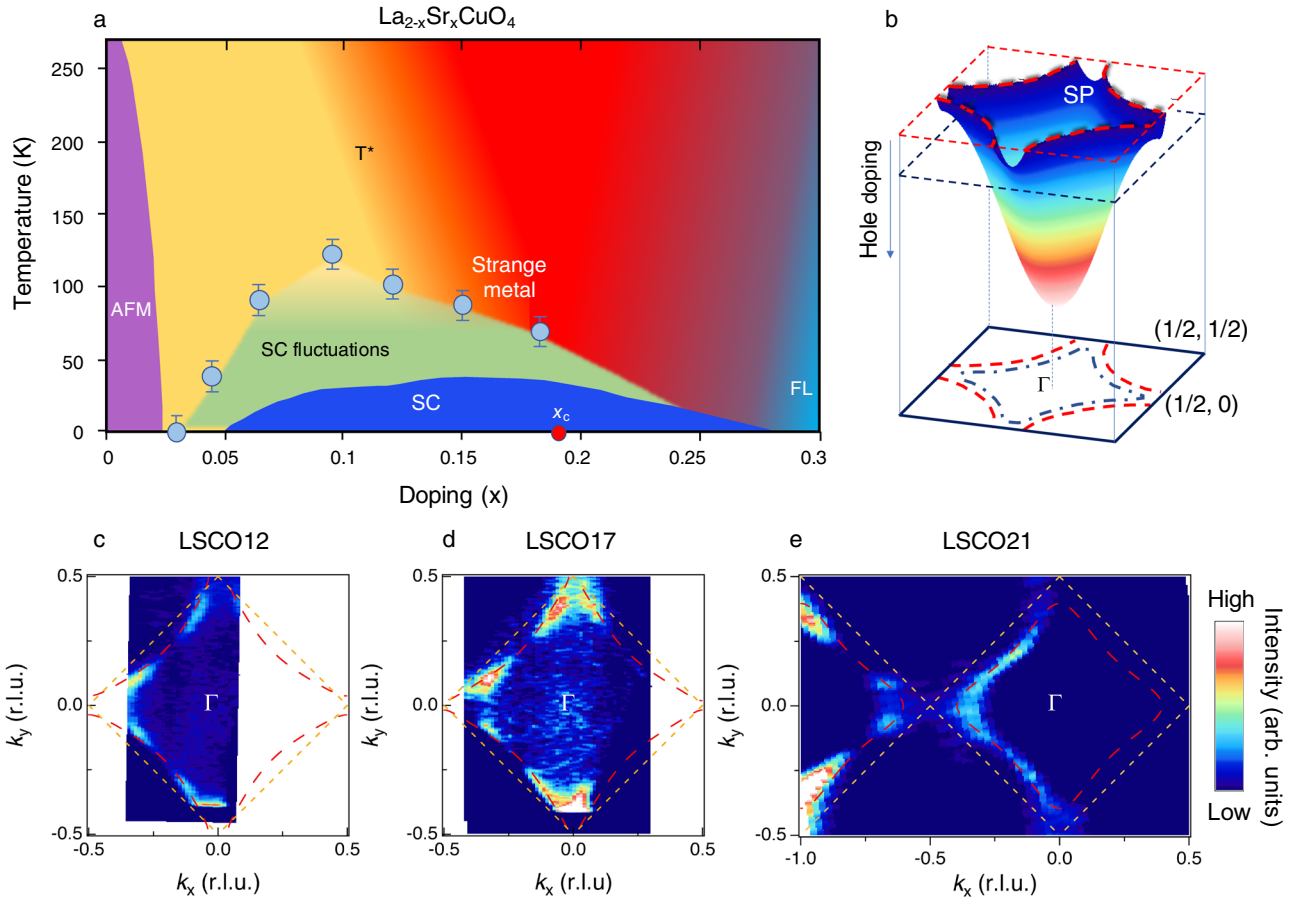 a
La2-xSrxCuO4
250
200
150
100
50
0
Temperature (K)
T*
Strange
metal
AFM
SC fluctuations
SC
xc
FL
0
0.05
0.1
0.15
0.2
0.25
0.3
Doping (x)
b
SP
Hole doping
(1/2, 1/2)
Γ
(1/2, 0)
c
LSCO12
0.5
0.0
-0.5
ky (r.l.u.)
Γ
-0.5
0.0
0.5
kx (r.l.u.)
d
LSCO17
0.5
0.0
-0.5
ky (r.l.u.)
Γ
-0.5
0.0
0.5
kx (r.l.u)
e
LSCO21
0.5
0.0
-0.5
ky (r.l.u.)
Γ
-1.0
-0.5
0.0
0.5
kx (r.l.u.)
High
Low
Intensity (arb. units)